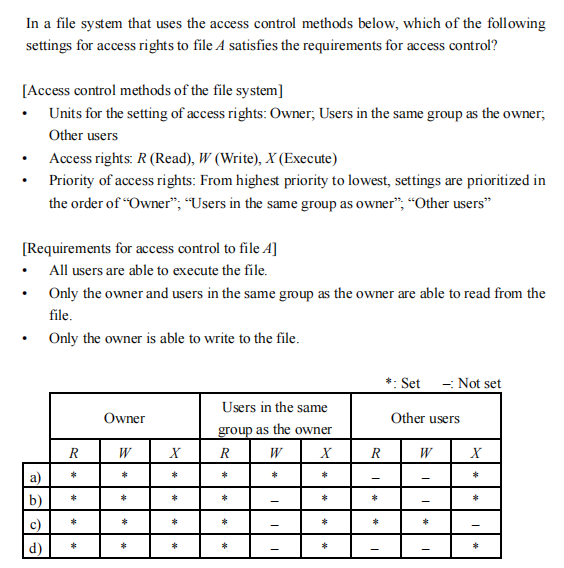 In a file system that uses the access control methods below, which of the following
settings for access rights to file A satisfies the requirements for access control?
[Access control methods of the file system]
• Units for the setting of access rights: Owner; Users in the same group as the owner;
Other users
• Access rights: R (Read), W (Write), X (Execute)
• Priority of access rights: From highest priority to lowest, settings are prioritized in
the order of “Owner”; “Users in the same group as owner”; “Other users”
[Requirements for access control to file A]
• All users are able to execute the file.
• Only the owner and users in the same group as the owner are able to read from the
file.
• Only the owner is able to write to the file.
*: Set –: Not set
Owner Users in the same Other users
group as the owner
R W X R W X R W X
a) * * * * * * – – *
b) * * * * – * * – *
c) * * * * – * * * –
d) * * * * – * – – *